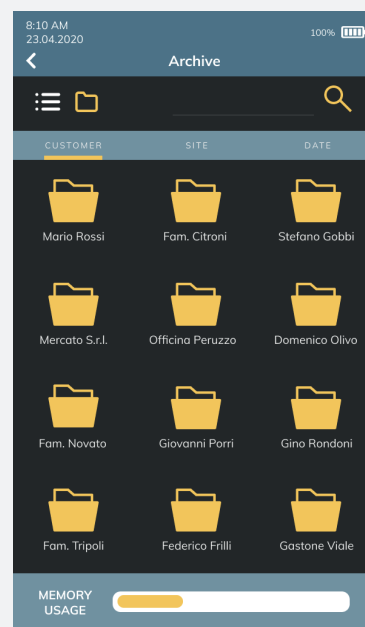 8:10 AM
23.04.2020
100%
Archive
CUSTOMER SITE DATE
Mario Rossi Fam. Citroni Stefano Gobbi
Mercato S.r.l. Officina Peruzzo Domenico Olivo
Fam. Novato Giovanni Porri Gino Rondoni
Fam. Tripoli Federico Frilli Gastone Viale
MEMORY
USAGE